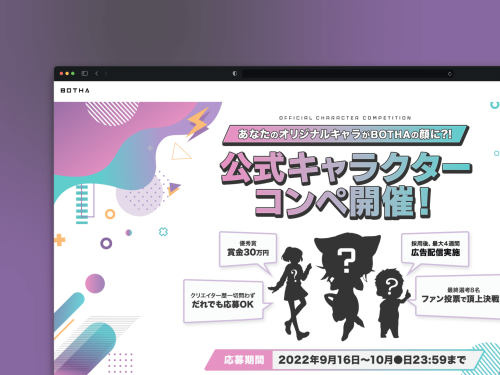 BOTHA
OFFICIAL CHARACTER COMPETITION
あなたのオリジナルキャラがBOTHAの顔に?!
公式キャラクター
コンペ開催!
優秀賞
賞金30万円
採用後、最大4週間
広告配信実施
クリエイター歴一切問わず
だれでも応募OK
最終選考8名
ファン投票で頂上決戦
?
?
?
応募期間
2022年9月16日〜10月●日23:59まで